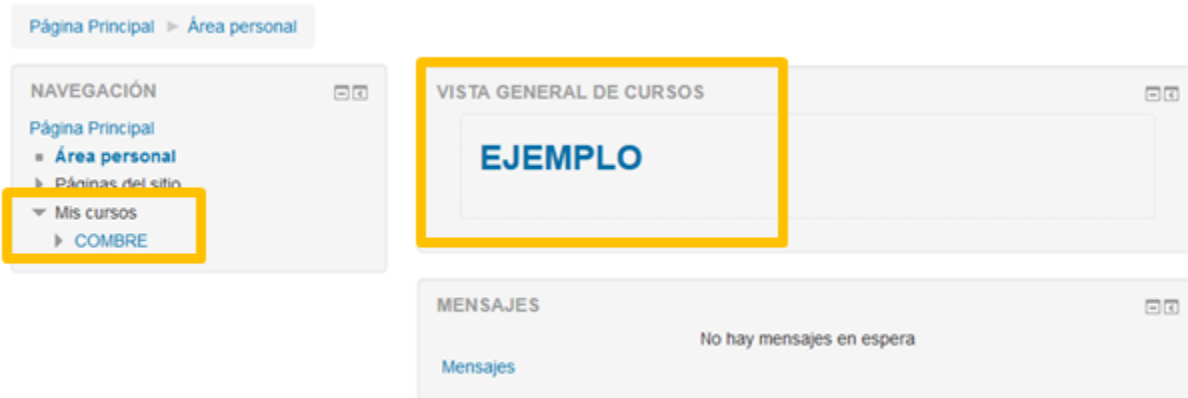 Página Principal Área personal
NAVEGACIÓN
Página Principal
Área personal
Páginas del sitio
Mis cursos
COMBRE
VISTA GENERAL DE CURSOS
EJEMPLO
MENSAJES
No hay mensajes en espera
Mensajes